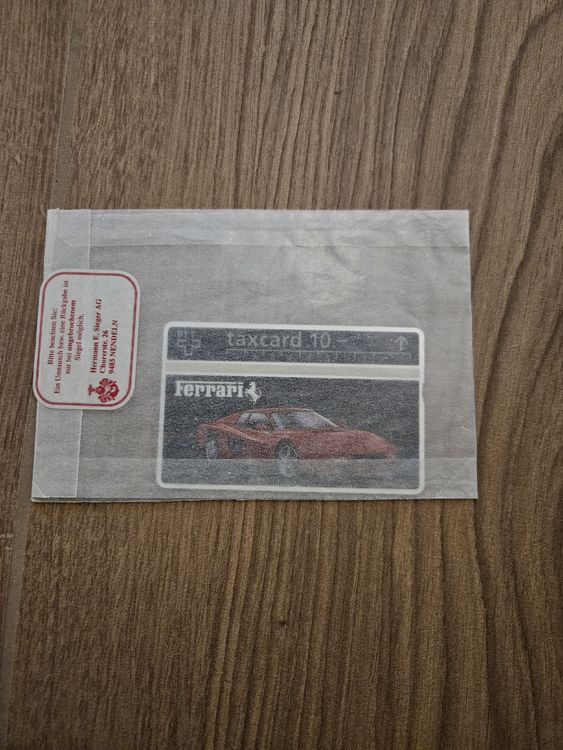 Bitte beachten Sie:
Ein Umtausch bzw. eine Rückgabe ist
nur bei ungebrochenem
Siegel möglich.
Hermann E. Sieger AG
Churerstr. 26
9485 NENDELN
taxcard 10
Ferrari